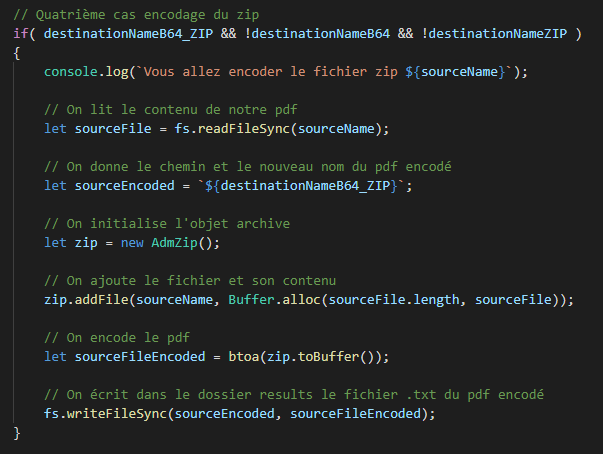 // Quatrième cas encodage du zip
if( destinationNameB64_ZIP && !destinationNameB64 && !destinationNameZIP )
{
console.log(`Vous allez encoder le fichier zip ${sourceName}`);
// On lit le contenu de notre pdf
let sourceFile = fs.readFileSync(sourceName);
// On donne le chemin et le nouveau nom du pdf encodé
let sourceEncoded = `${destinationNameB64_ZIP}`;
// On initialise l'objet archive
let zip = new AdmZip();
// On ajoute le fichier et son contenu
zip.addFile(sourceName, Buffer.alloc(sourceFile.length, sourceFile));
// On encode le pdf
let sourceFileEncoded = btoa(zip.toBuffer());
// On écrit dans le dossier results le fichier .txt du pdf encodé
fs.writeFileSync(sourceEncoded, sourceFileEncoded);
}